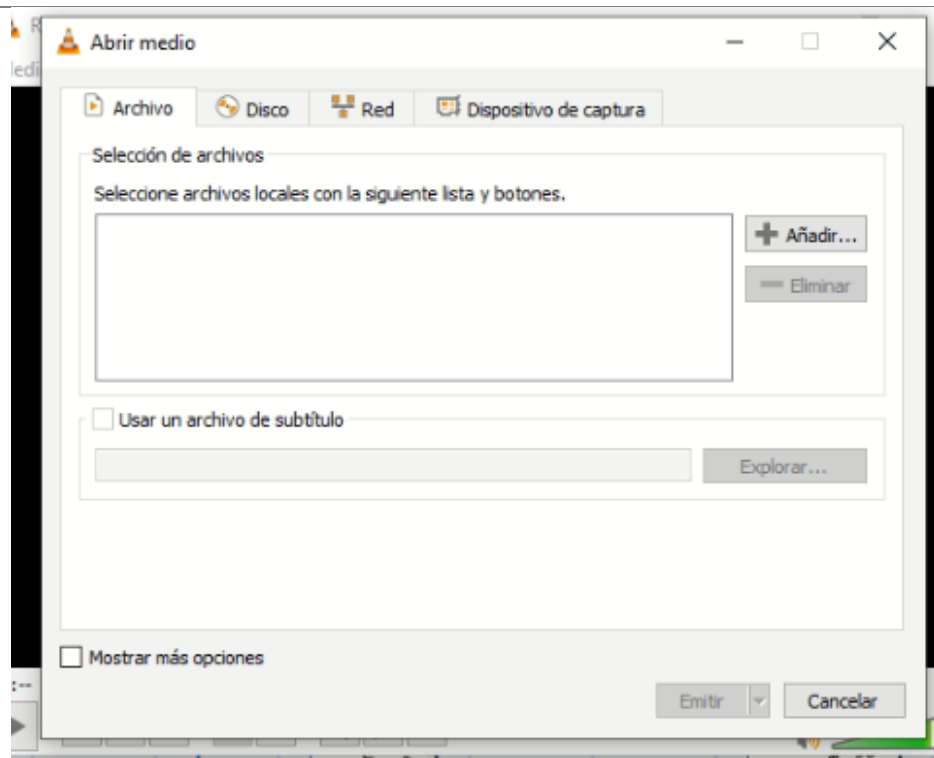 Abrir medio
Archivo Disco Red Dispositivo de captura
Selección de archivos
Seleccione archivos locales con la siguiente lista y botones.
Añadir...
Eliminar
Usar un archivo de subtítulo
Explorar...
Mostrar más opciones
Emitir Cancelar